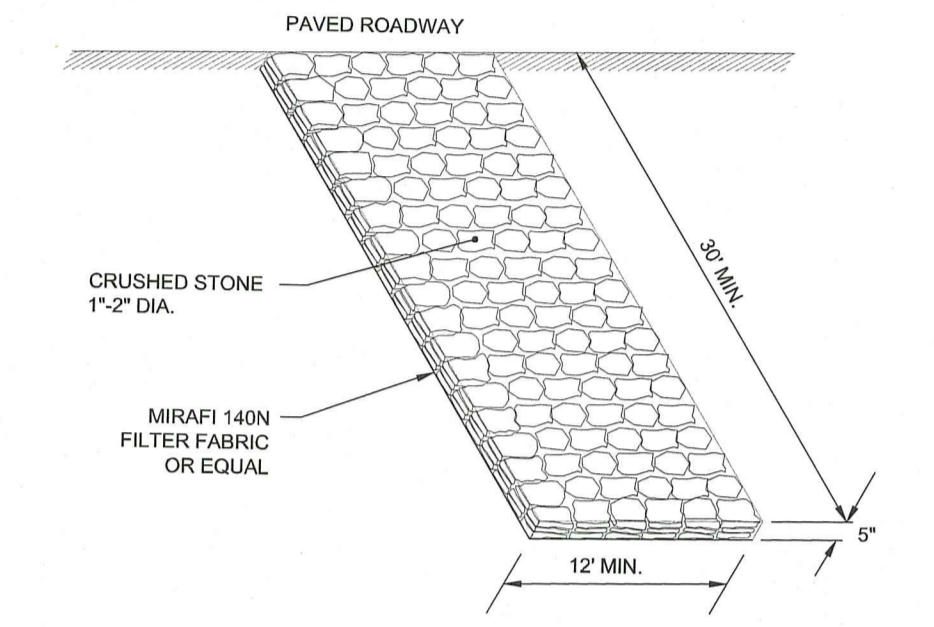 PAVED ROADWAY
30' MIN.
CRUSHED STONE
1"-2" DIA.
MIRAFI 140N
FILTER FABRIC
OR EQUAL
5"
12' MIN.